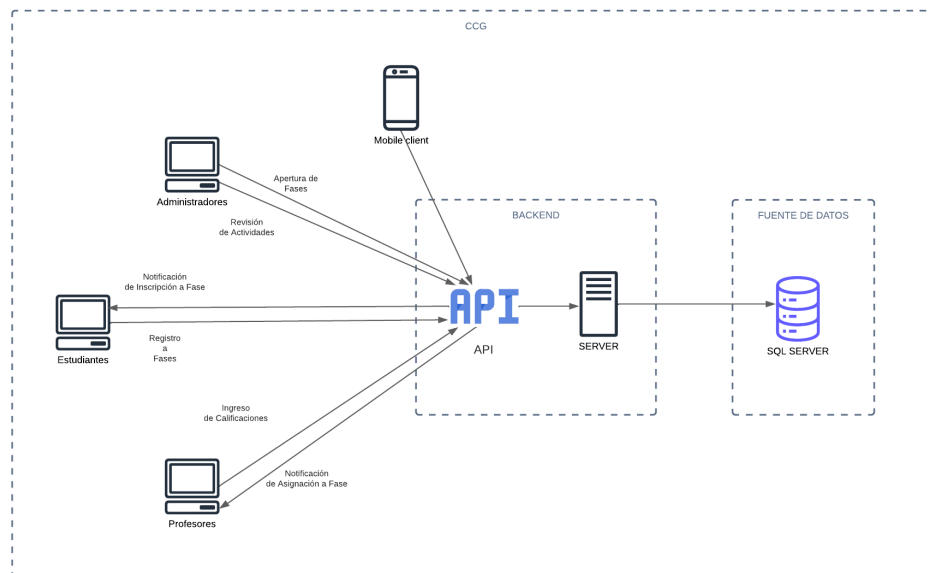 CCG
Mobile client
Administradores
Apertura de
Fases
Revisión
de Actividades
BACKEND
FUENTE DE DATOS
Notificación
de Inscripción a Fase
API
API
SERVER
SQL SERVER
Estudiantes
Registro
a
Fases
Ingreso
de Calificaciones
Notificación
de Asignación a Fase
Profesores